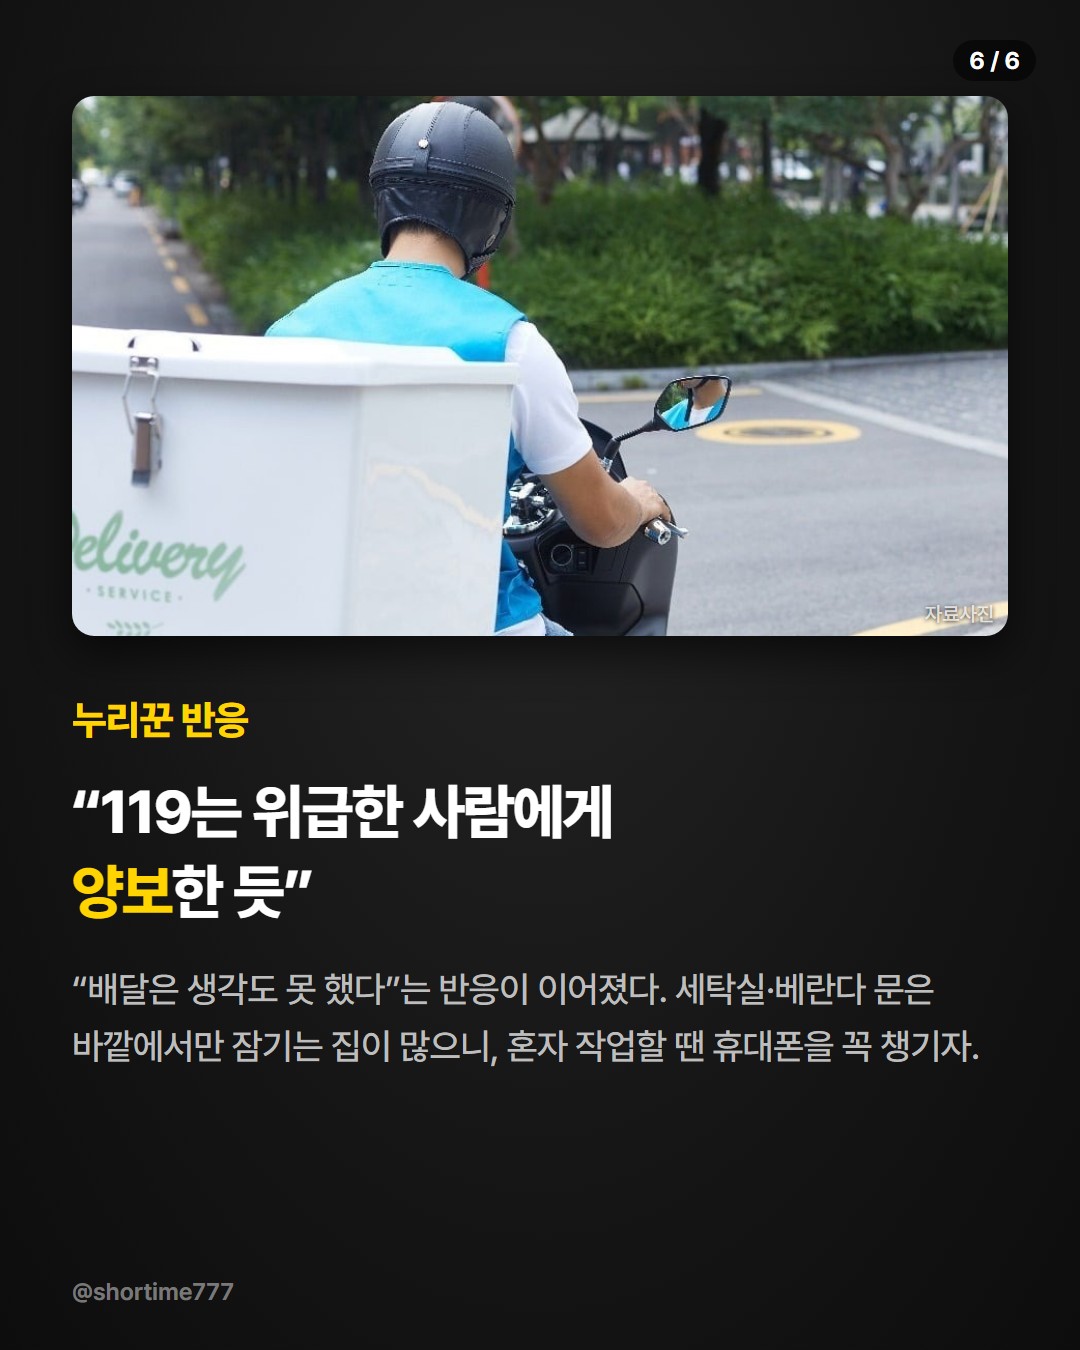 6 / 6
Delivery
· SERVICE ·
자료사진
누리꾼 반응
“119는 위급한 사람에게
양보한 듯”
“배달은 생각도 못 했다”는 반응이 이어졌다. 세탁실·베란다 문은
바깥에서만 잠기는 집이 많으니, 혼자 작업할 땐 휴대폰을 꼭 챙기자.
@shortime777